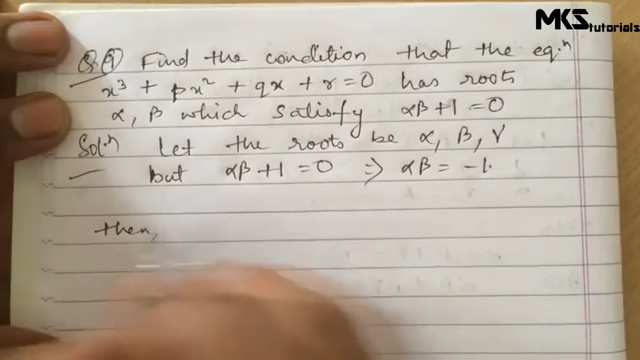 MKS tutorials
Q.9) Find the condition that the eq.ⁿ
x³ + px² + qx + r = 0 has roots
α, β which satisfy αβ + 1 = 0
Sol.ⁿ Let the roots be α, β, γ
but αβ + 1 = 0 ⇒ αβ = -1.
then,